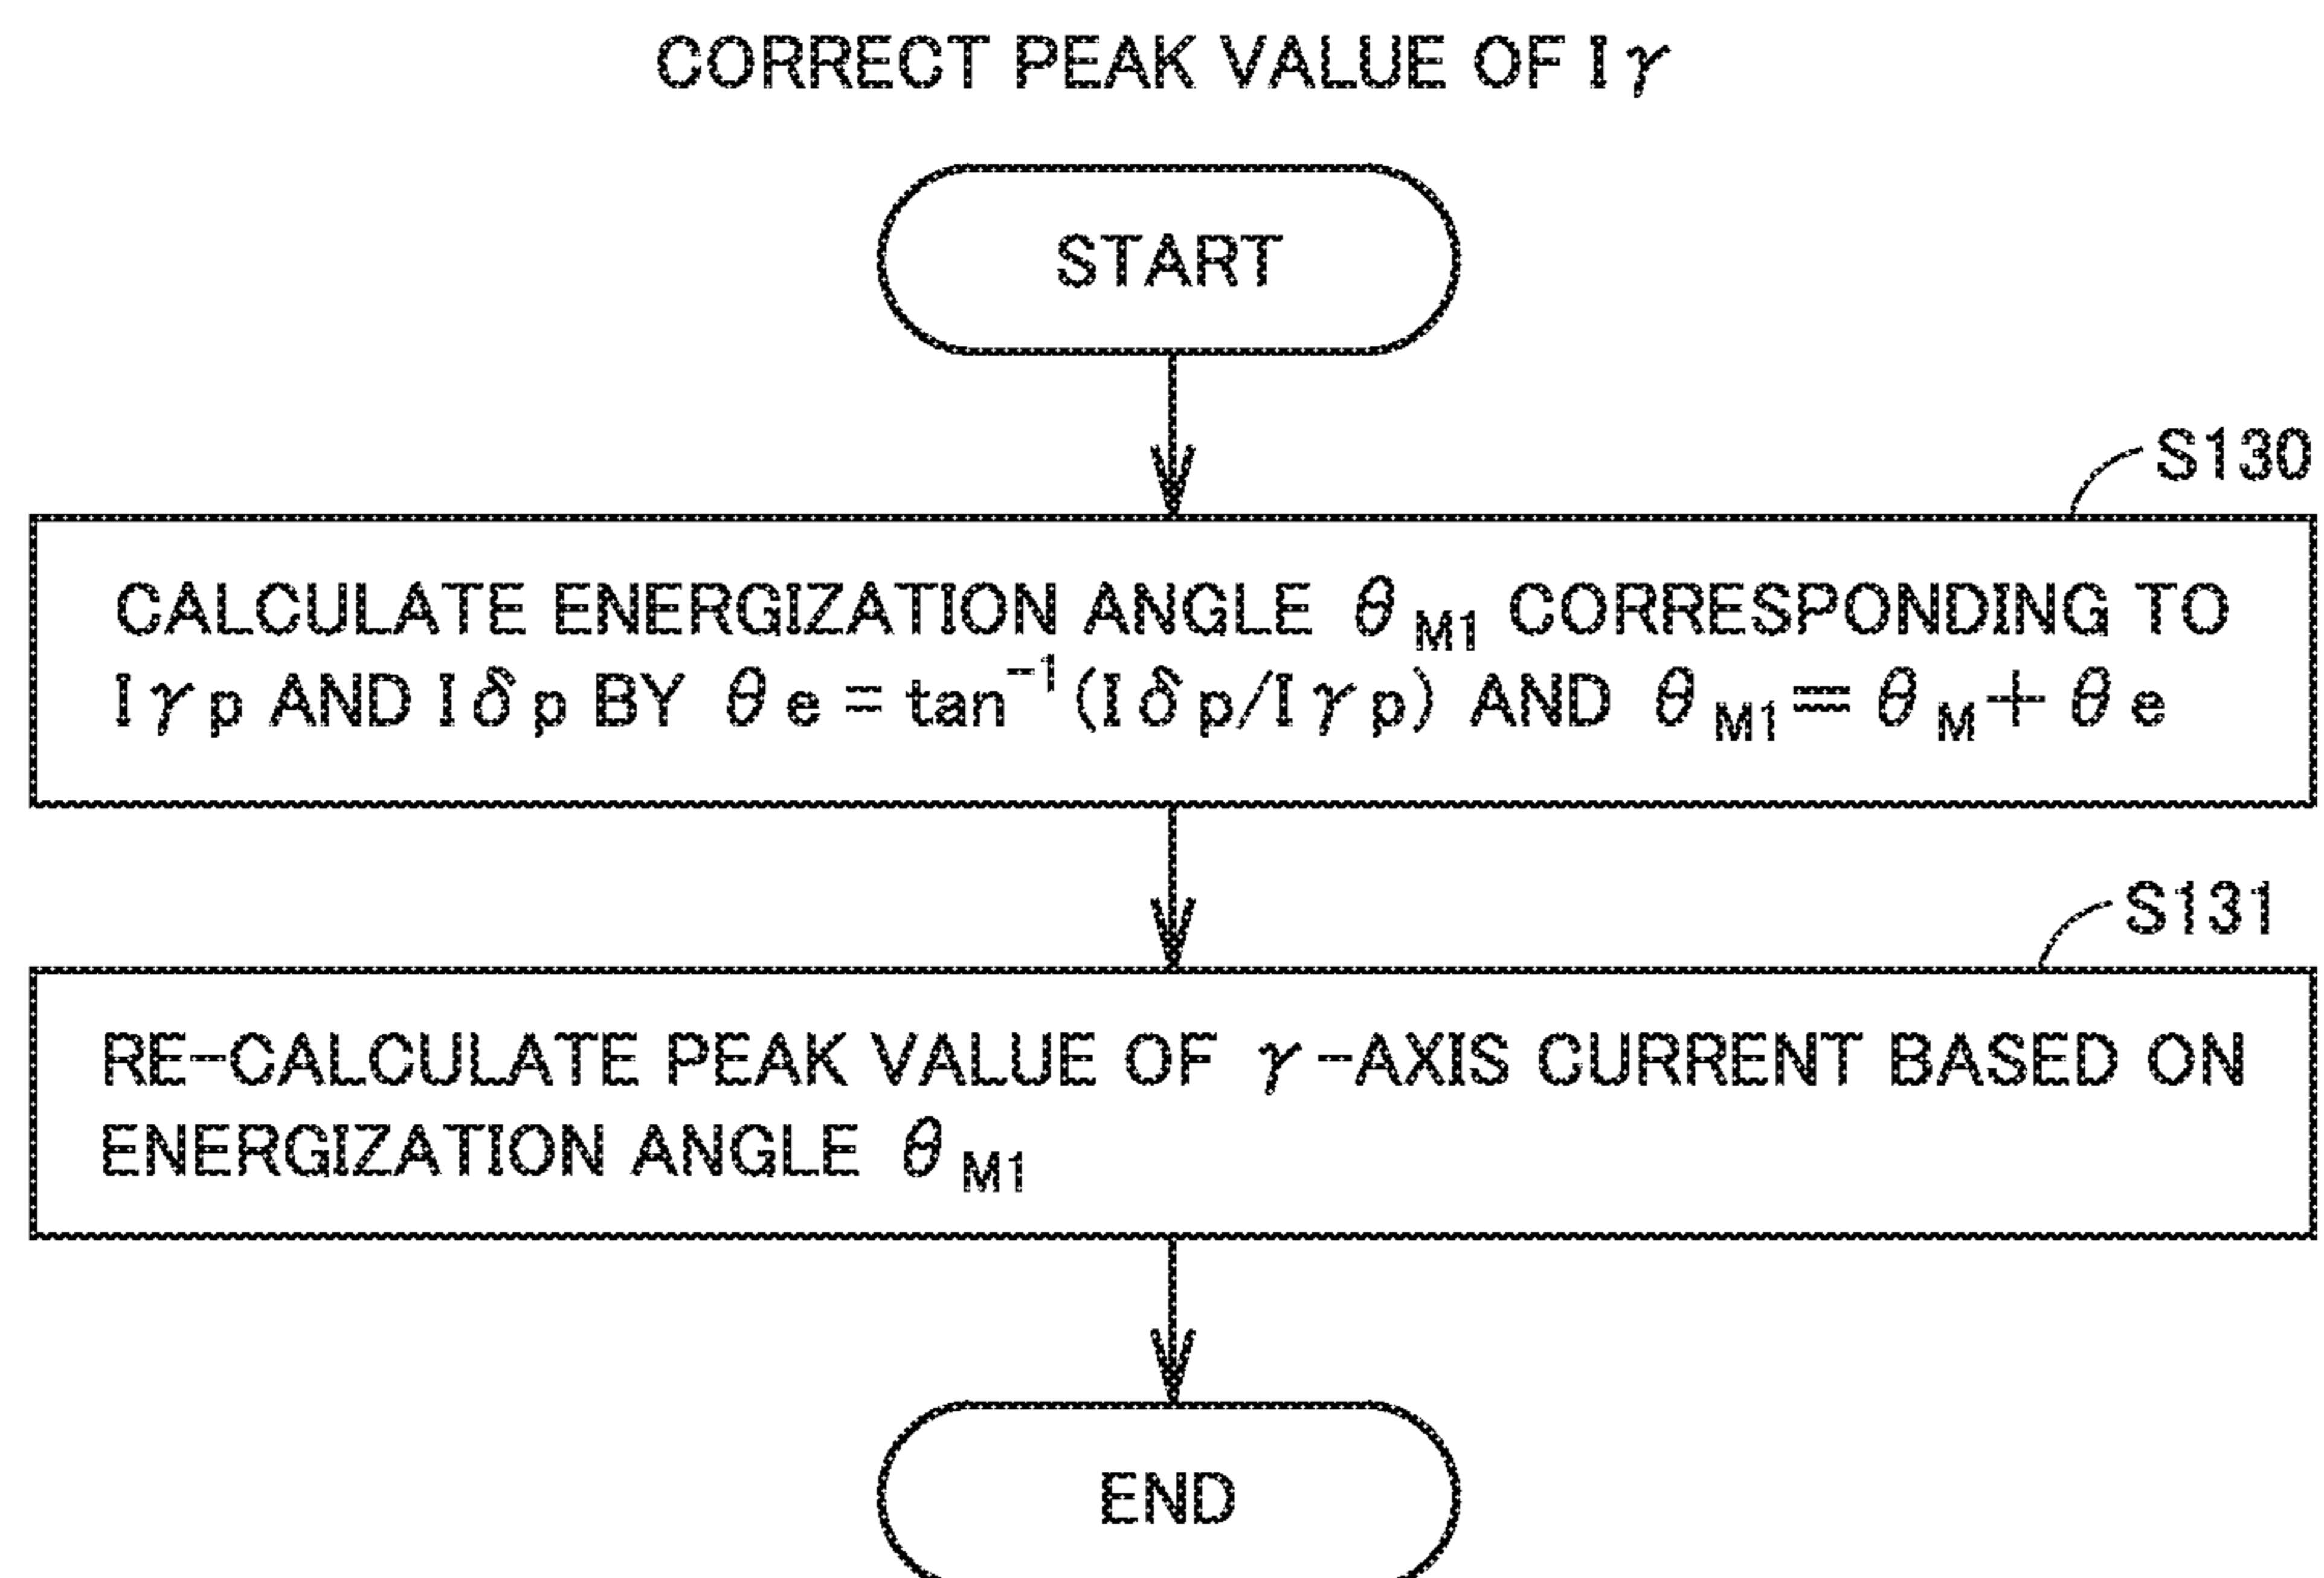 CORRECT PEAK VALUE OF Iγ
START
S130
CALCULATE ENERGIZATION ANGLE θM1 CORRESPONDING TO
Iγp AND Iδp BY θe = tan⁻¹(Iδp/Iγp) AND θM1 = θM + θe
S131
RE-CALCULATE PEAK VALUE OF γ-AXIS CURRENT BASED ON
ENERGIZATION ANGLE θM1
END